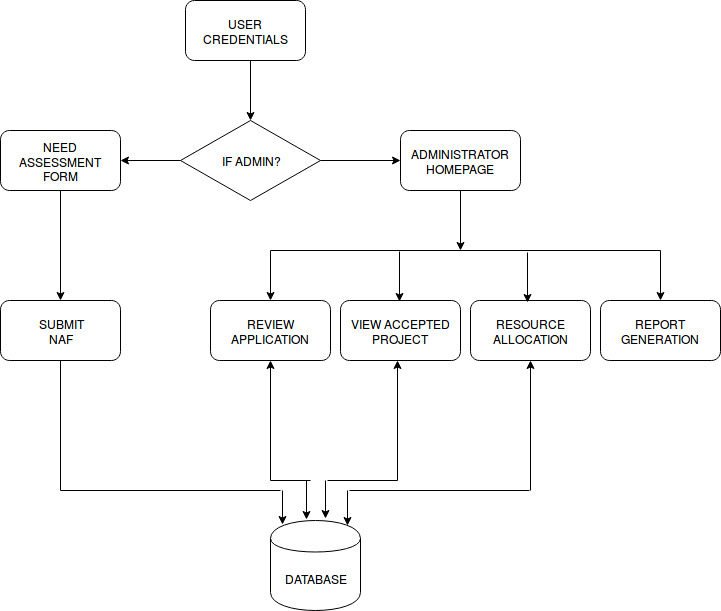 USER
CREDENTIALS
NEED
ASSESSMENT
FORM
IF ADMIN?
ADMINISTRATOR
HOMEPAGE
SUBMIT
NAF
REVIEW
APPLICATION
VIEW ACCEPTED
PROJECT
RESOURCE
ALLOCATION
REPORT
GENERATION
DATABASE